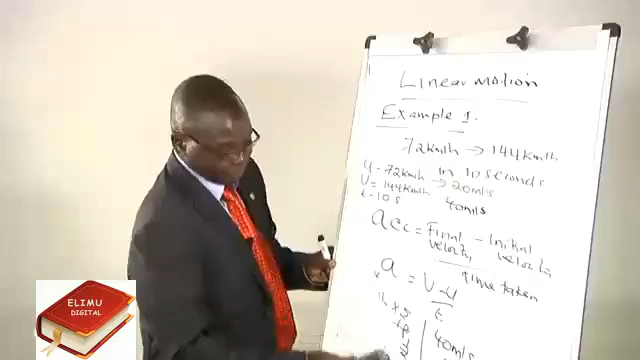 Linear motion
Example 1.
72km/h → 144km/h
u - 72km/h in 10 seconds
v = 144km/h → 20m/s
t - 10s 40m/s
Acc = Final velocity - Initial velocity
Time taken
a = v-u
t
40m/s
ELIMU
DIGITAL